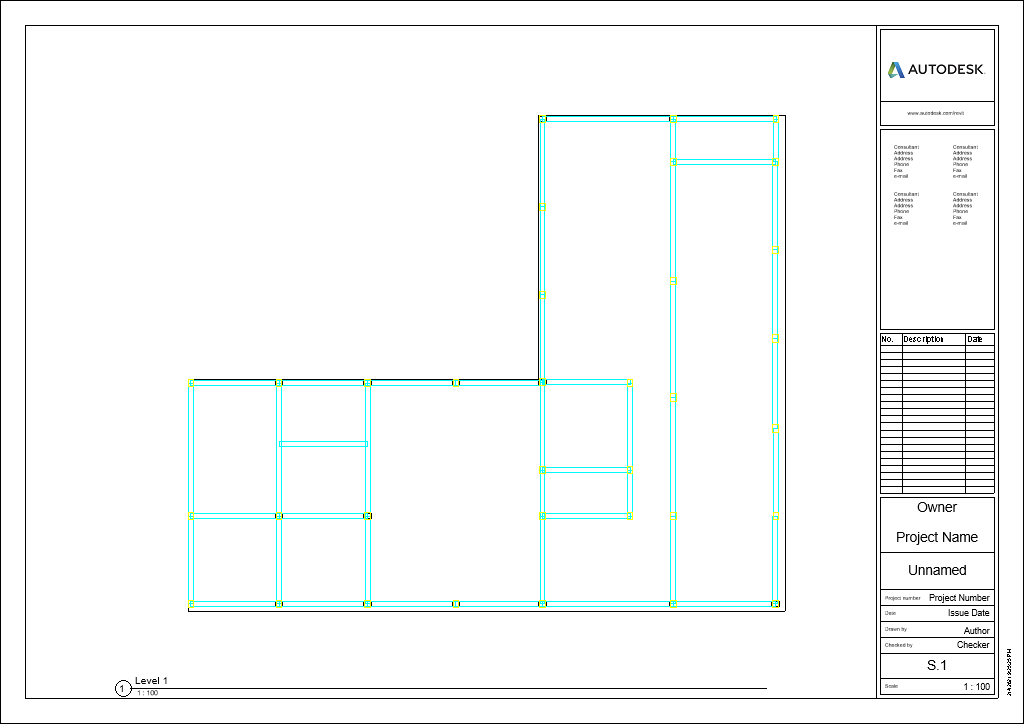 AUTODESK.
www.autodesk.com/revit
Consultant
Address
Address
Phone
Fax
e-mail
Consultant
Address
Address
Phone
Fax
e-mail
Consultant
Address
Address
Phone
Fax
e-mail
Consultant
Address
Address
Phone
Fax
e-mail
No. Description Date
Owner
Project Name
Unnamed
Project number Project Number
Date Issue Date
Drawn by Author
Checked by Checker
S.1
Scale 1 : 100
1 Level 1
1 : 100